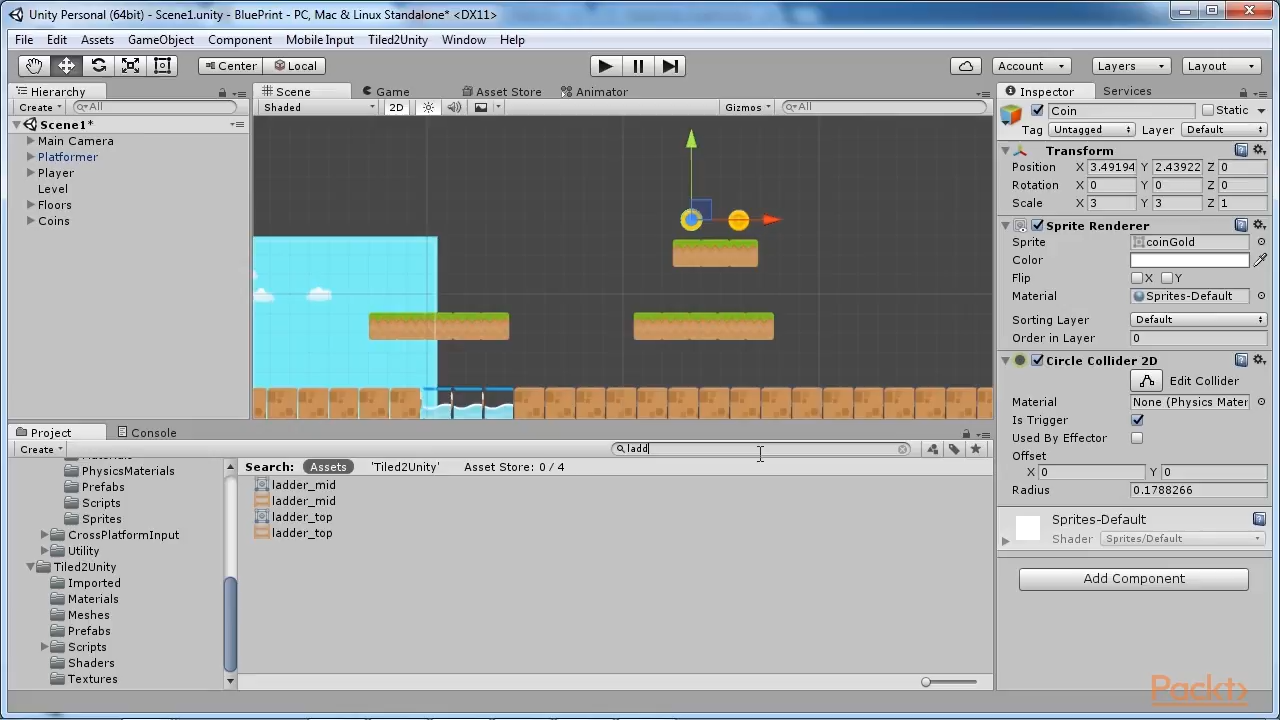 Unity Personal (64bit) - Scene1.unity - BluePrint - PC, Mac & Linux Standalone* <DX11>
File Edit Assets GameObject Component Mobile Input Tiled2Unity Window Help
Center Local Account Layers Layout
Hierarchy Scene Game Asset Store Animator Inspector Services
Create All Shaded 2D Gizmos All Coin Static
Scene1* Tag Untagged Layer Default
Main Camera
Platformer
Player
Level
Floors
Coins
Transform
Position X 3.49194 Y 2.43922 Z 0
Rotation X 0 Y 0 Z 0
Scale X 3 Y 3 Z 1
Sprite Renderer
Sprite coinGold
Color
Flip X Y
Material Sprites-Default
Sorting Layer Default
Order in Layer 0
Circle Collider 2D
Edit Collider
Material None (Physics Mater
Is Trigger
Used By Effector
Offset
X 0 Y 0
Radius 0.1788266
Sprites-Default
Shader Sprites/Default
Add Component
Project Console
Create ladd
Search: Assets 'Tiled2Unity' Asset Store: 0 / 4
PhysicsMaterials
Prefabs
Scripts
Sprites
CrossPlatformInput
Utility
Tiled2Unity
Imported
Materials
Meshes
Prefabs
Scripts
Shaders
Textures
ladder_mid
ladder_mid
ladder_top
ladder_top
Packt